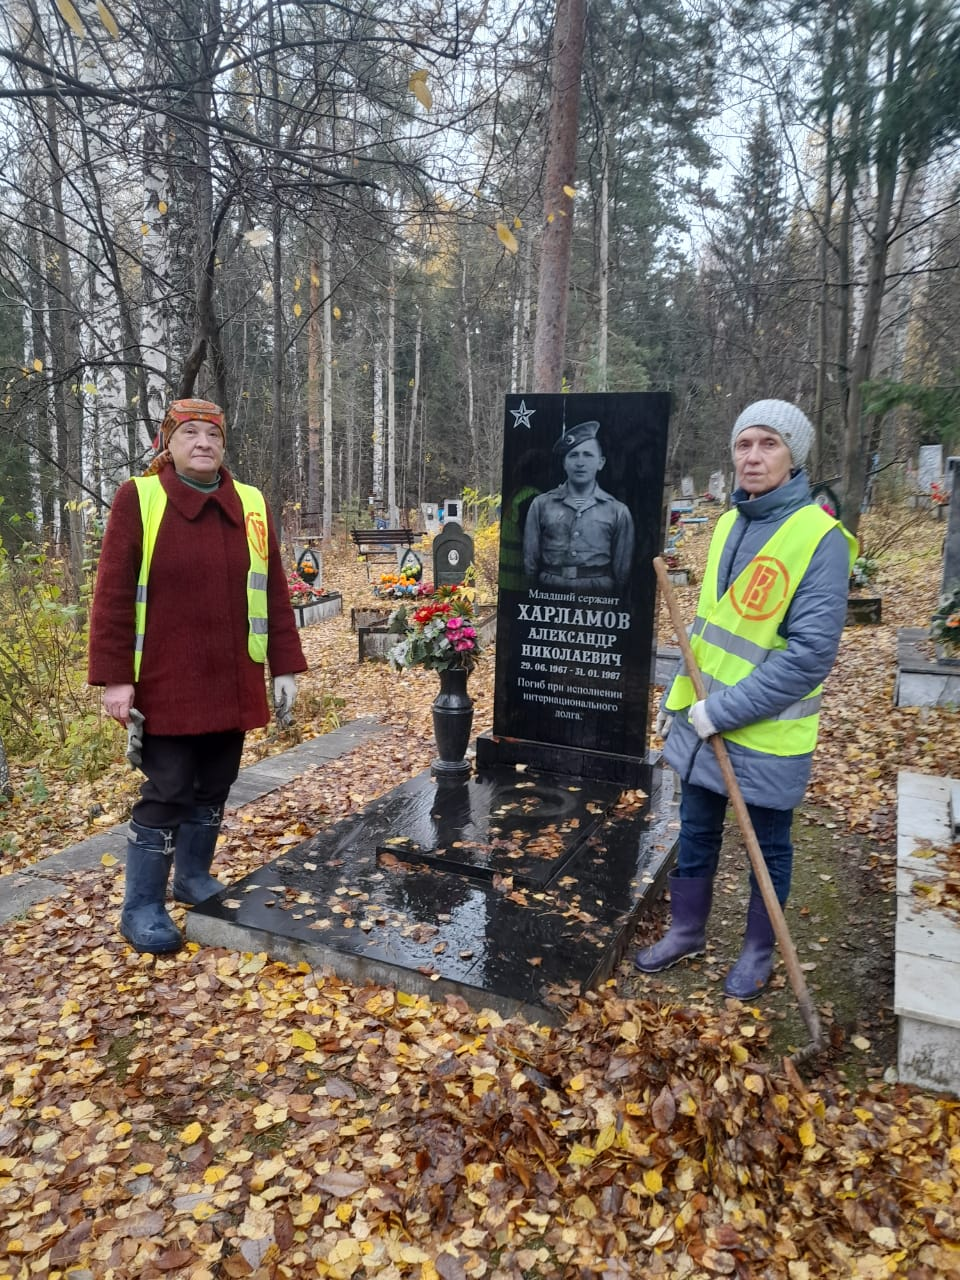 Младший сержант
ХАРЛАМОВ
АЛЕКСАНДР
НИКОЛАЕВИЧ
29. 06. 1967 - 31. 01. 1987
Погиб при исполнении
интернационального
долга.
В